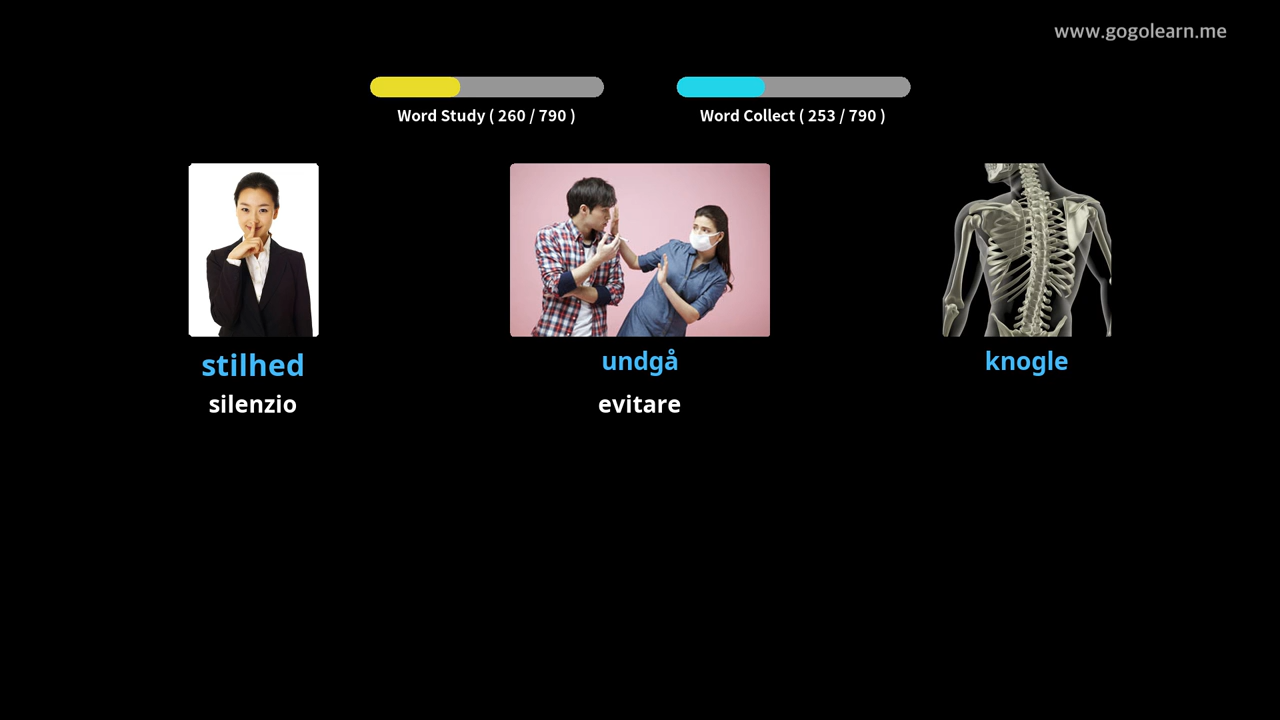 www.gogolearn.me
Word Study ( 260 / 790 )
Word Collect ( 253 / 790 )
stilhed
undgå
knogle
silenzio
evitare